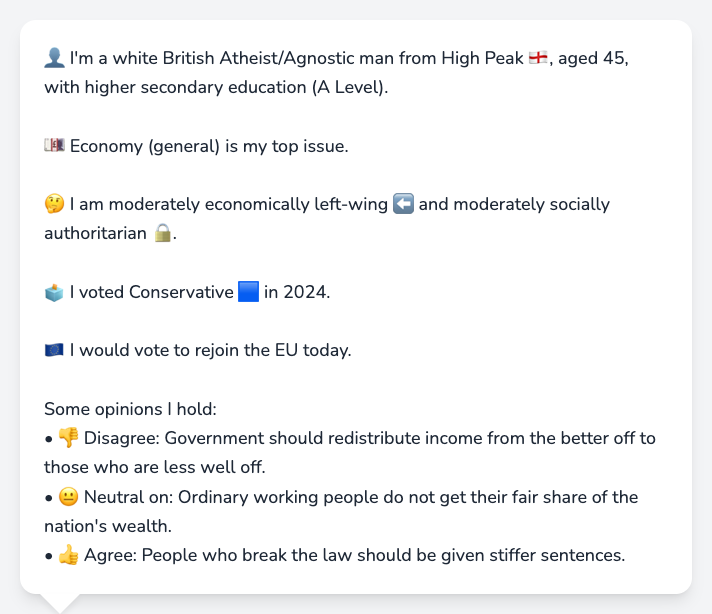 👤 I'm a white British Atheist/Agnostic man from High Peak 🏴󠁧󠁢󠁥󠁮󠁧󠁿, aged 45,
with higher secondary education (A Level).
💷 Economy (general) is my top issue.
🤔 I am moderately economically left-wing ⬅️ and moderately socially
authoritarian 🔒.
🗳️ I voted Conservative 🟦 in 2024.
🇪🇺 I would vote to rejoin the EU today.
Some opinions I hold:
• 👎 Disagree: Government should redistribute income from the better off to
those who are less well off.
• 😐 Neutral on: Ordinary working people do not get their fair share of the
nation's wealth.
• 👍 Agree: People who break the law should be given stiffer sentences.